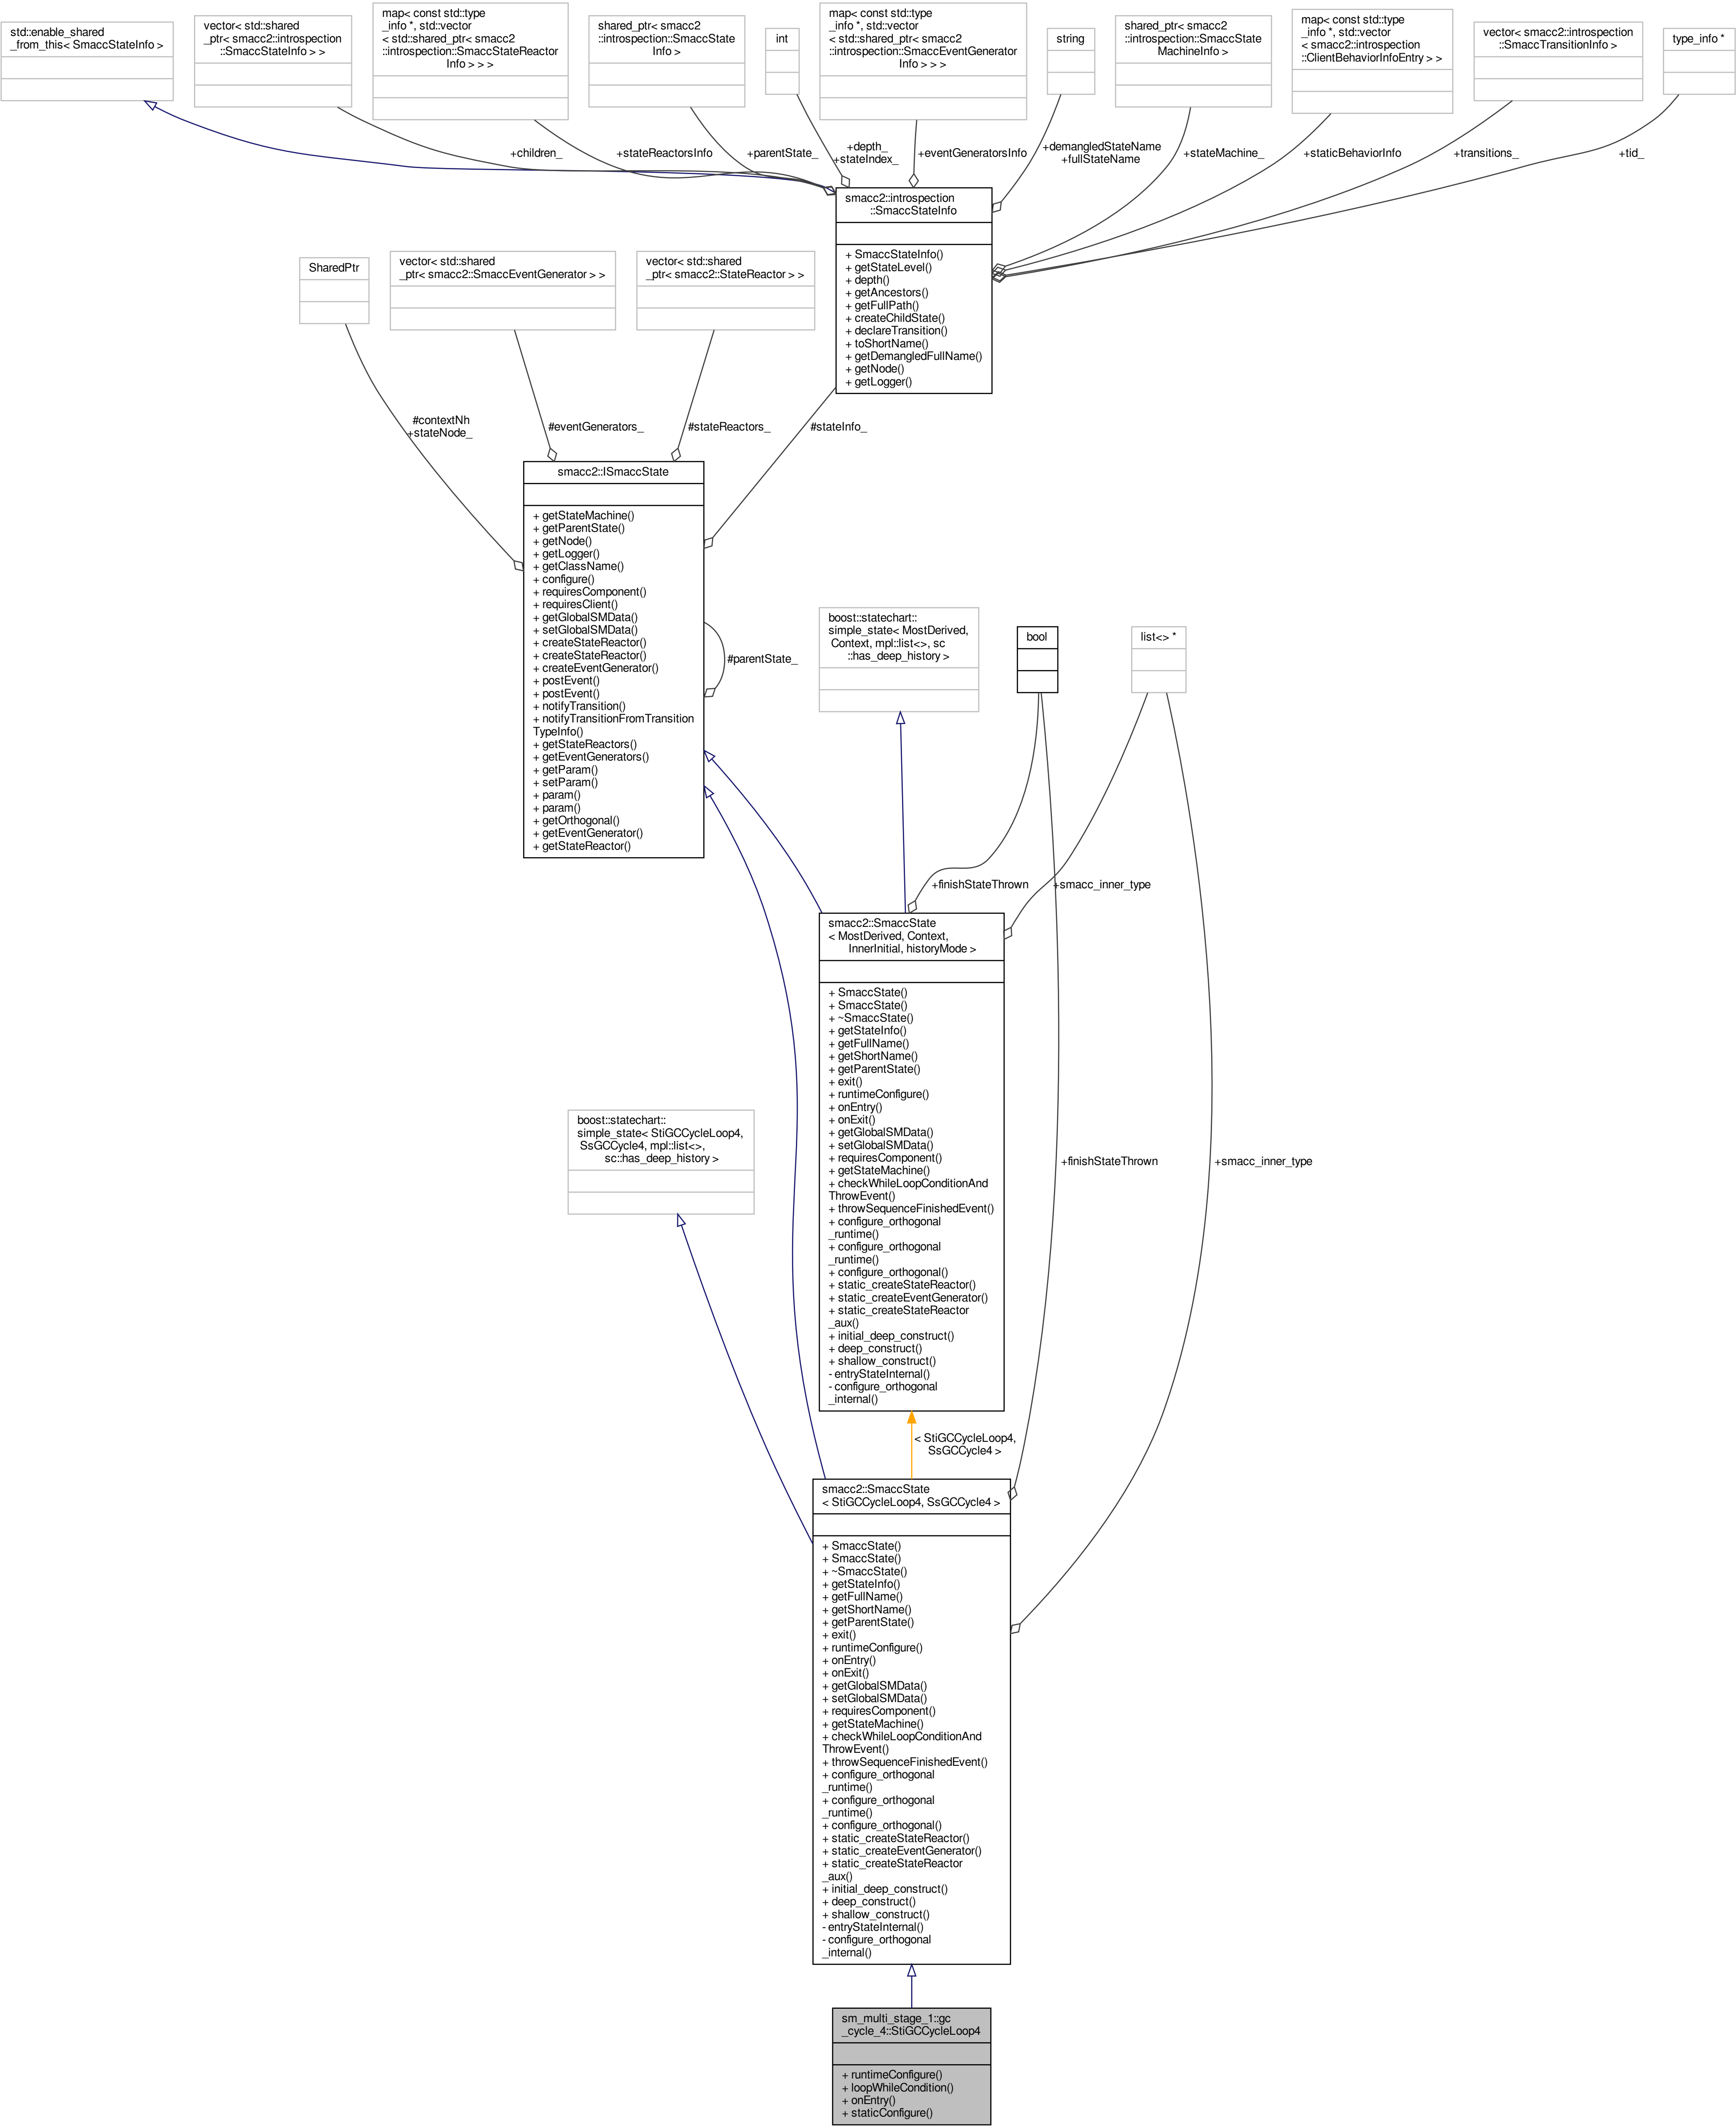 std::enable_shared
_from_this< SmaccStateInfo >
vector< std::shared
_ptr< smacc2::introspection
::SmaccStateInfo > >
map< const std::type
_info *, std::vector
< std::shared_ptr< smacc2
::introspection::SmaccStateReactor
Info > > >
shared_ptr< smacc2
::introspection::SmaccState
Info >
int
map< const std::type
_info *, std::vector
< std::shared_ptr< smacc2
::introspection::SmaccEventGenerator
Info > > >
string
shared_ptr< smacc2
::introspection::SmaccState
MachineInfo >
map< const std::type
_info *, std::vector
< smacc2::introspection
::ClientBehaviorInfoEntry > >
vector< smacc2::introspection
::SmaccTransitionInfo >
type_info *
+children_
+stateReactorsInfo
+parentState_
+depth_
+stateIndex_
+eventGeneratorsInfo
+demangledStateName
+fullStateName
+stateMachine_
+staticBehaviorInfo
+transitions_
+tid_
smacc2::introspection
::SmaccStateInfo
+ SmaccStateInfo()
+ getStateLevel()
+ depth()
+ getAncestors()
+ getFullPath()
+ createChildState()
+ declareTransition()
+ toShortName()
+ getDemangledFullName()
+ getNode()
+ getLogger()
SharedPtr
vector< std::shared
_ptr< smacc2::SmaccEventGenerator > >
vector< std::shared
_ptr< smacc2::StateReactor > >
#contextNh
+stateNode_
#eventGenerators_
#stateReactors_
#stateInfo_
smacc2::ISmaccState
+ getStateMachine()
+ getParentState()
+ getNode()
+ getLogger()
+ getClassName()
+ configure()
+ requiresComponent()
+ requiresClient()
+ getGlobalSMData()
+ setGlobalSMData()
+ createStateReactor()
+ createStateReactor()
+ createEventGenerator()
+ postEvent()
+ postEvent()
+ notifyTransition()
+ notifyTransitionFromTransition
TypeInfo()
+ getStateReactors()
+ getEventGenerators()
+ getParam()
+ setParam()
+ param()
+ param()
+ getOrthogonal()
+ getEventGenerator()
+ getStateReactor()
#parentState_
boost::statechart::
simple_state< MostDerived,
Context, mpl::list<>, sc
::has_deep_history >
bool
list<> *
+finishStateThrown
+smacc_inner_type
smacc2::SmaccState
< MostDerived, Context,
InnerInitial, historyMode >
+ SmaccState()
+ SmaccState()
+ ~SmaccState()
+ getStateInfo()
+ getFullName()
+ getShortName()
+ getParentState()
+ exit()
+ runtimeConfigure()
+ onEntry()
+ onExit()
+ getGlobalSMData()
+ setGlobalSMData()
+ requiresComponent()
+ getStateMachine()
+ checkWhileLoopConditionAnd
ThrowEvent()
+ throwSequenceFinishedEvent()
+ configure_orthogonal
_runtime()
+ configure_orthogonal
_runtime()
+ configure_orthogonal()
+ static_createStateReactor()
+ static_createEventGenerator()
+ static_createStateReactor
_aux()
+ initial_deep_construct()
+ deep_construct()
+ shallow_construct()
- entryStateInternal()
- configure_orthogonal
_internal()
boost::statechart::
simple_state< StiGCCycleLoop4,
SsGCCycle4, mpl::list<>,
sc::has_deep_history >
+finishStateThrown
+smacc_inner_type
< StiGCCycleLoop4,
SsGCCycle4 >
smacc2::SmaccState
< StiGCCycleLoop4, SsGCCycle4 >
+ SmaccState()
+ SmaccState()
+ ~SmaccState()
+ getStateInfo()
+ getFullName()
+ getShortName()
+ getParentState()
+ exit()
+ runtimeConfigure()
+ onEntry()
+ onExit()
+ getGlobalSMData()
+ setGlobalSMData()
+ requiresComponent()
+ getStateMachine()
+ checkWhileLoopConditionAnd
ThrowEvent()
+ throwSequenceFinishedEvent()
+ configure_orthogonal
_runtime()
+ configure_orthogonal
_runtime()
+ configure_orthogonal()
+ static_createStateReactor()
+ static_createEventGenerator()
+ static_createStateReactor
_aux()
+ initial_deep_construct()
+ deep_construct()
+ shallow_construct()
- entryStateInternal()
- configure_orthogonal
_internal()
sm_multi_stage_1::gc
_cycle_4::StiGCCycleLoop4
+ runtimeConfigure()
+ loopWhileCondition()
+ onEntry()
+ staticConfigure()